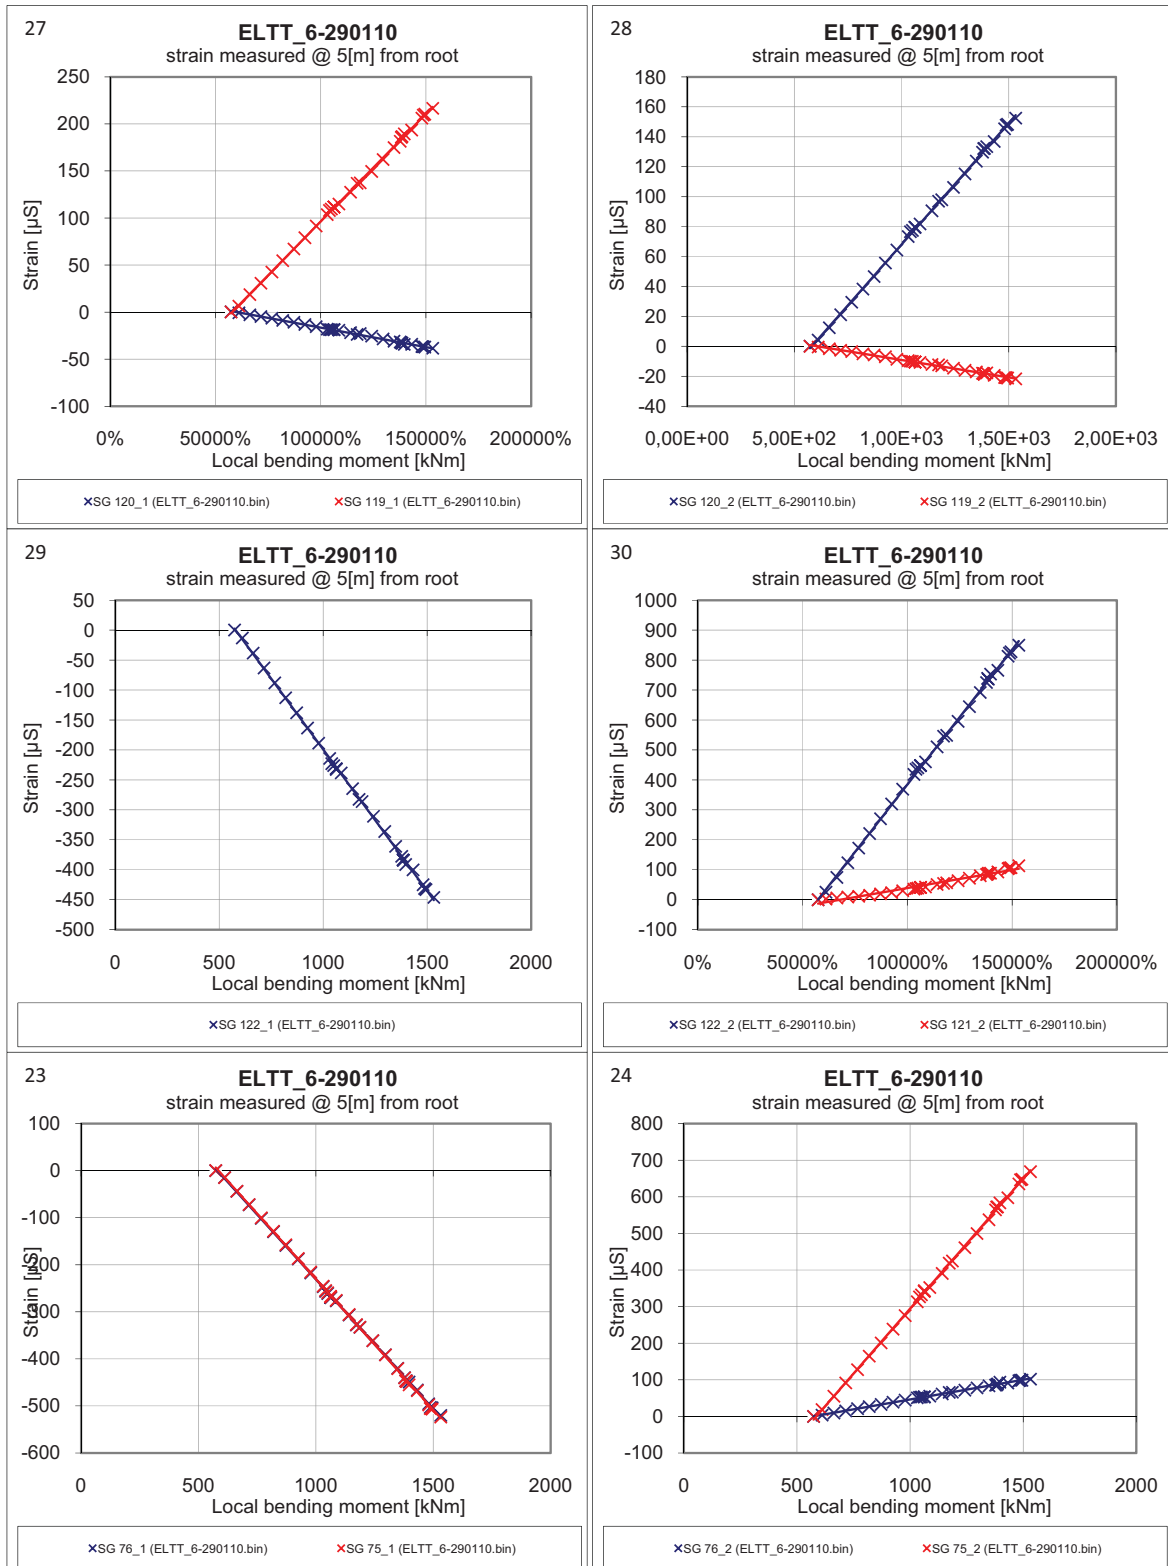 27
ELTT_6-290110
strain measured @ 5[m] from root
250
200
150
100
50
0
-50
-100
Strain [µS]
0% 50000% 100000% 150000% 200000%
Local bending moment [kNm]
×SG 120_1 (ELTT_6-290110.bin) ×SG 119_1 (ELTT_6-290110.bin)
28
ELTT_6-290110
strain measured @ 5[m] from root
180
160
140
120
100
80
60
40
20
0
-20
-40
Strain [µS]
0,00E+00 5,00E+02 1,00E+03 1,50E+03 2,00E+03
Local bending moment [kNm]
×SG 120_2 (ELTT_6-290110.bin) ×SG 119_2 (ELTT_6-290110.bin)
29
ELTT_6-290110
strain measured @ 5[m] from root
50
0
-50
-100
-150
-200
-250
-300
-350
-400
-450
-500
Strain [µS]
0 500 1000 1500 2000
Local bending moment [kNm]
×SG 122_1 (ELTT_6-290110.bin)
30
ELTT_6-290110
strain measured @ 5[m] from root
1000
900
800
700
600
500
400
300
200
100
0
-100
Strain [µS]
0% 50000% 100000% 150000% 200000%
Local bending moment [kNm]
×SG 122_2 (ELTT_6-290110.bin) ×SG 121_2 (ELTT_6-290110.bin)
23
ELTT_6-290110
strain measured @ 5[m] from root
100
0
-100
-200
-300
-400
-500
-600
Strain [µS]
0 500 1000 1500 2000
Local bending moment [kNm]
×SG 76_1 (ELTT_6-290110.bin) ×SG 75_1 (ELTT_6-290110.bin)
24
ELTT_6-290110
strain measured @ 5[m] from root
800
700
600
500
400
300
200
100
0
-100
Strain [µS]
0 500 1000 1500 2000
Local bending moment [kNm]
×SG 76_2 (ELTT_6-290110.bin) ×SG 75_2 (ELTT_6-290110.bin)